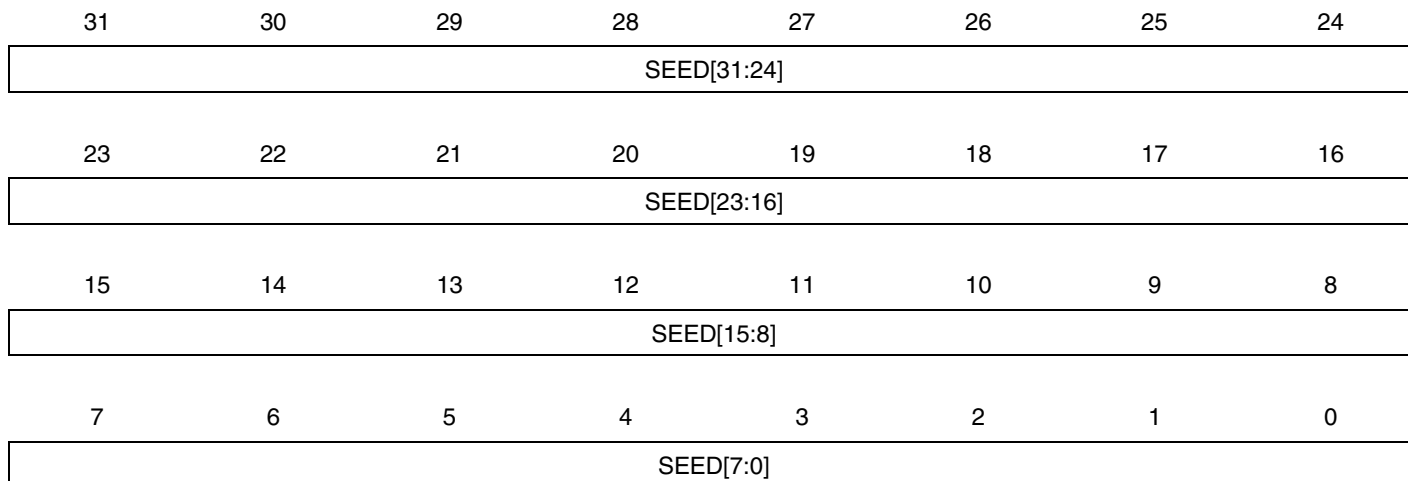 31 30 29 28 27 26 25 24
SEED[31:24]
23 22 21 20 19 18 17 16
SEED[23:16]
15 14 13 12 11 10 9 8
SEED[15:8]
7 6 5 4 3 2 1 0
SEED[7:0]